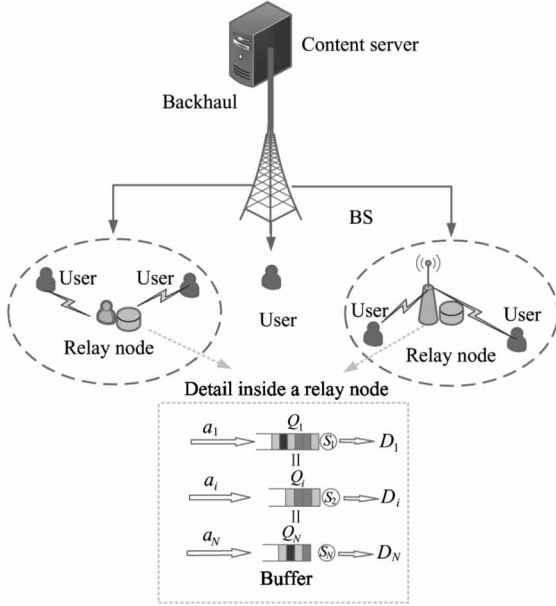 Content server
Backhaul
BS
User
User
Relay node
User
User
User
Relay node
Detail inside a relay node
a1 Q1 S1 D1
=
ai Qi S2 Di
=
aN QN SN DN
Buffer